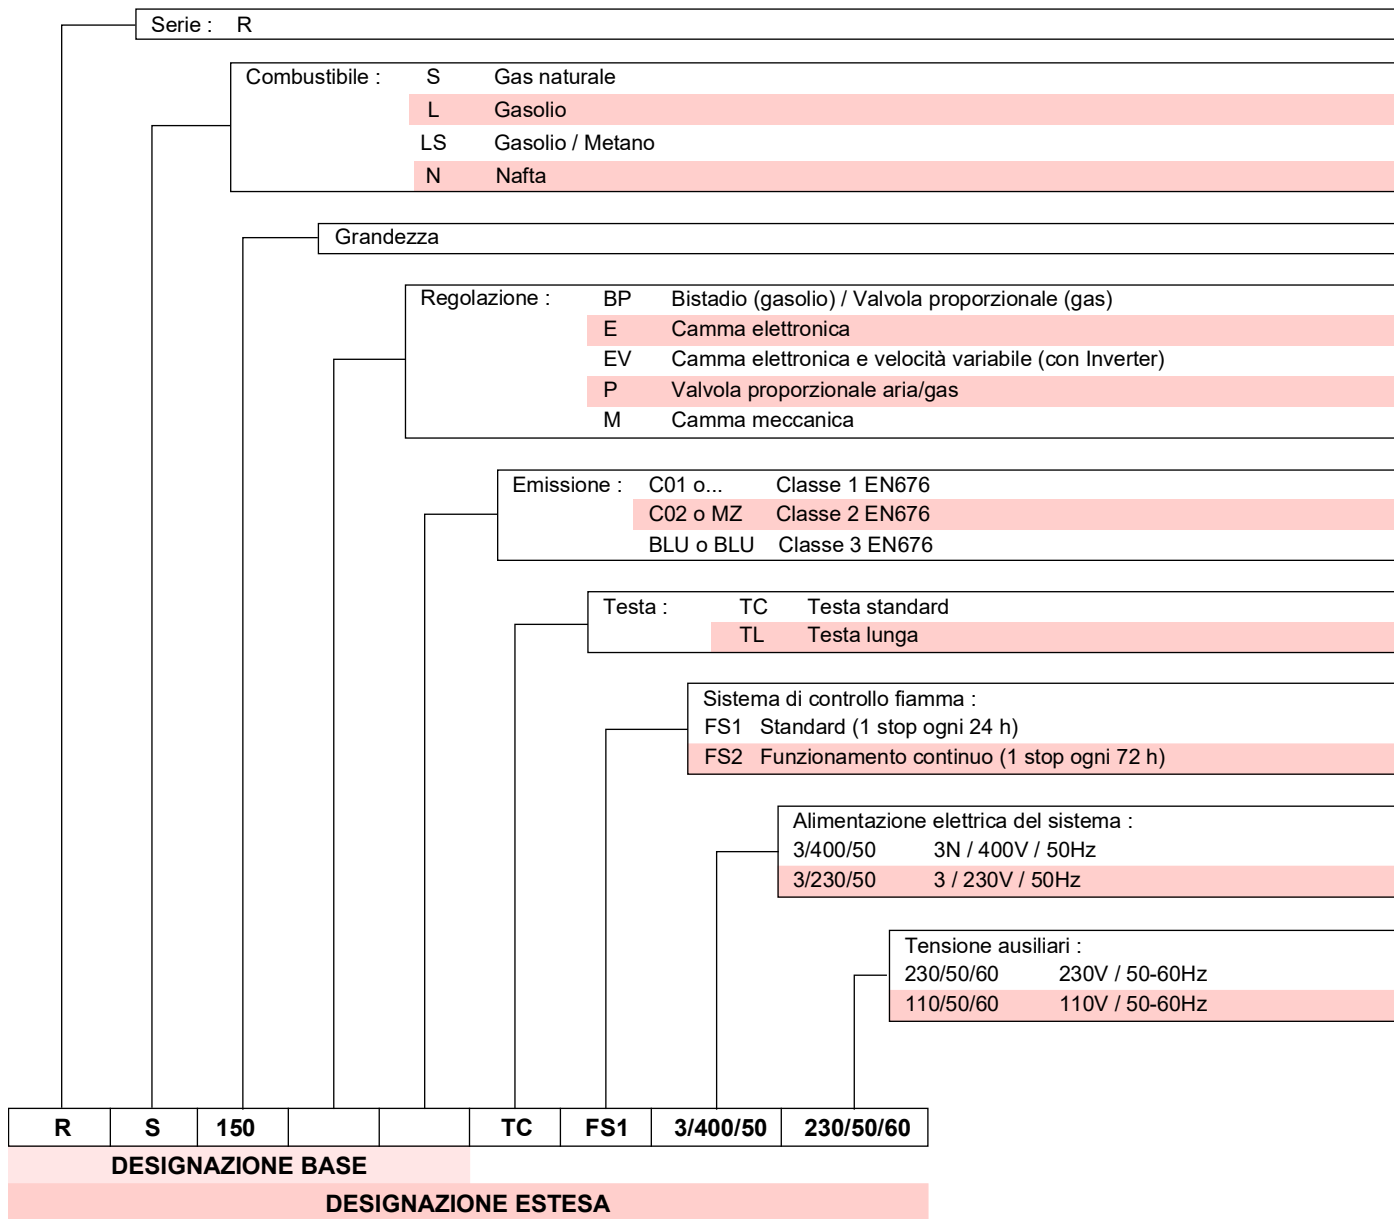 Serie : R
Combustibile : S Gas naturale
L Gasolio
LS Gasolio / Metano
N Nafta
Grandezza
Regolazione : BP Bistadio (gasolio) / Valvola proporzionale (gas)
E Camma elettronica
EV Camma elettronica e velocità variabile (con Inverter)
P Valvola proporzionale aria/gas
M Camma meccanica
Emissione : C01 o... Classe 1 EN676
C02 o MZ Classe 2 EN676
BLU o BLU Classe 3 EN676
Testa : TC Testa standard
TL Testa lunga
Sistema di controllo fiamma :
FS1 Standard (1 stop ogni 24 h)
FS2 Funzionamento continuo (1 stop ogni 72 h)
Alimentazione elettrica del sistema :
3/400/50 3N / 400V / 50Hz
3/230/50 3 / 230V / 50Hz
Tensione ausiliari :
230/50/60 230V / 50-60Hz
110/50/60 110V / 50-60Hz
R S 150 TC FS1 3/400/50 230/50/60
DESIGNAZIONE BASE
DESIGNAZIONE ESTESA